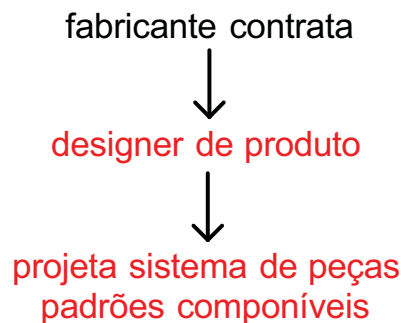 fabricante contrata
designer de produto
projeta sistema de peças
padrões componíveis